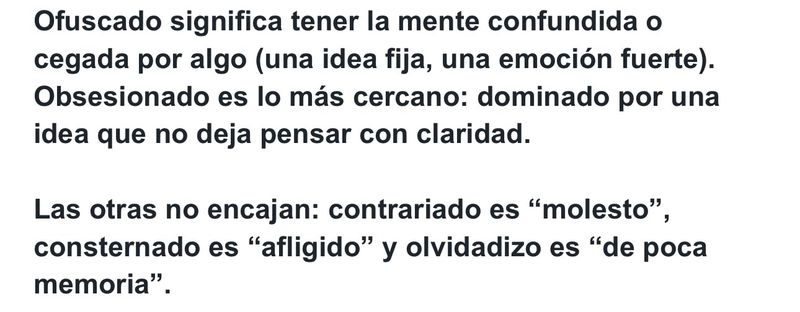 Ofuscado significa tener la mente confundida o
cegada por algo (una idea fija, una emoción fuerte).
Obsesionado es lo más cercano: dominado por una
idea que no deja pensar con claridad.
Las otras no encajan: contrariado es “molesto”,
consternado es “afligido” y olvidadizo es “de poca
memoria”.